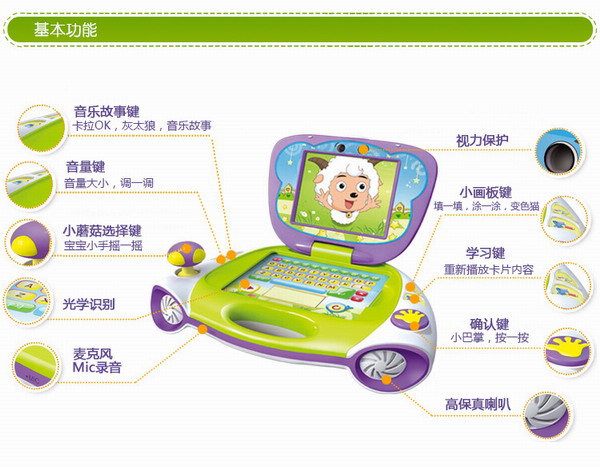 基本功能
音乐故事键
卡拉OK，灰太狼，音乐故事
音量键
音量大小，调一调
小蘑菇选择键
宝宝小手摇一摇
光学识别
麦克风
Mic录音
视力保护
小画板键
填一填，涂一涂，变色猫
学习键
重新播放卡片内容
确认键
小巴掌，按一按
高保真喇叭